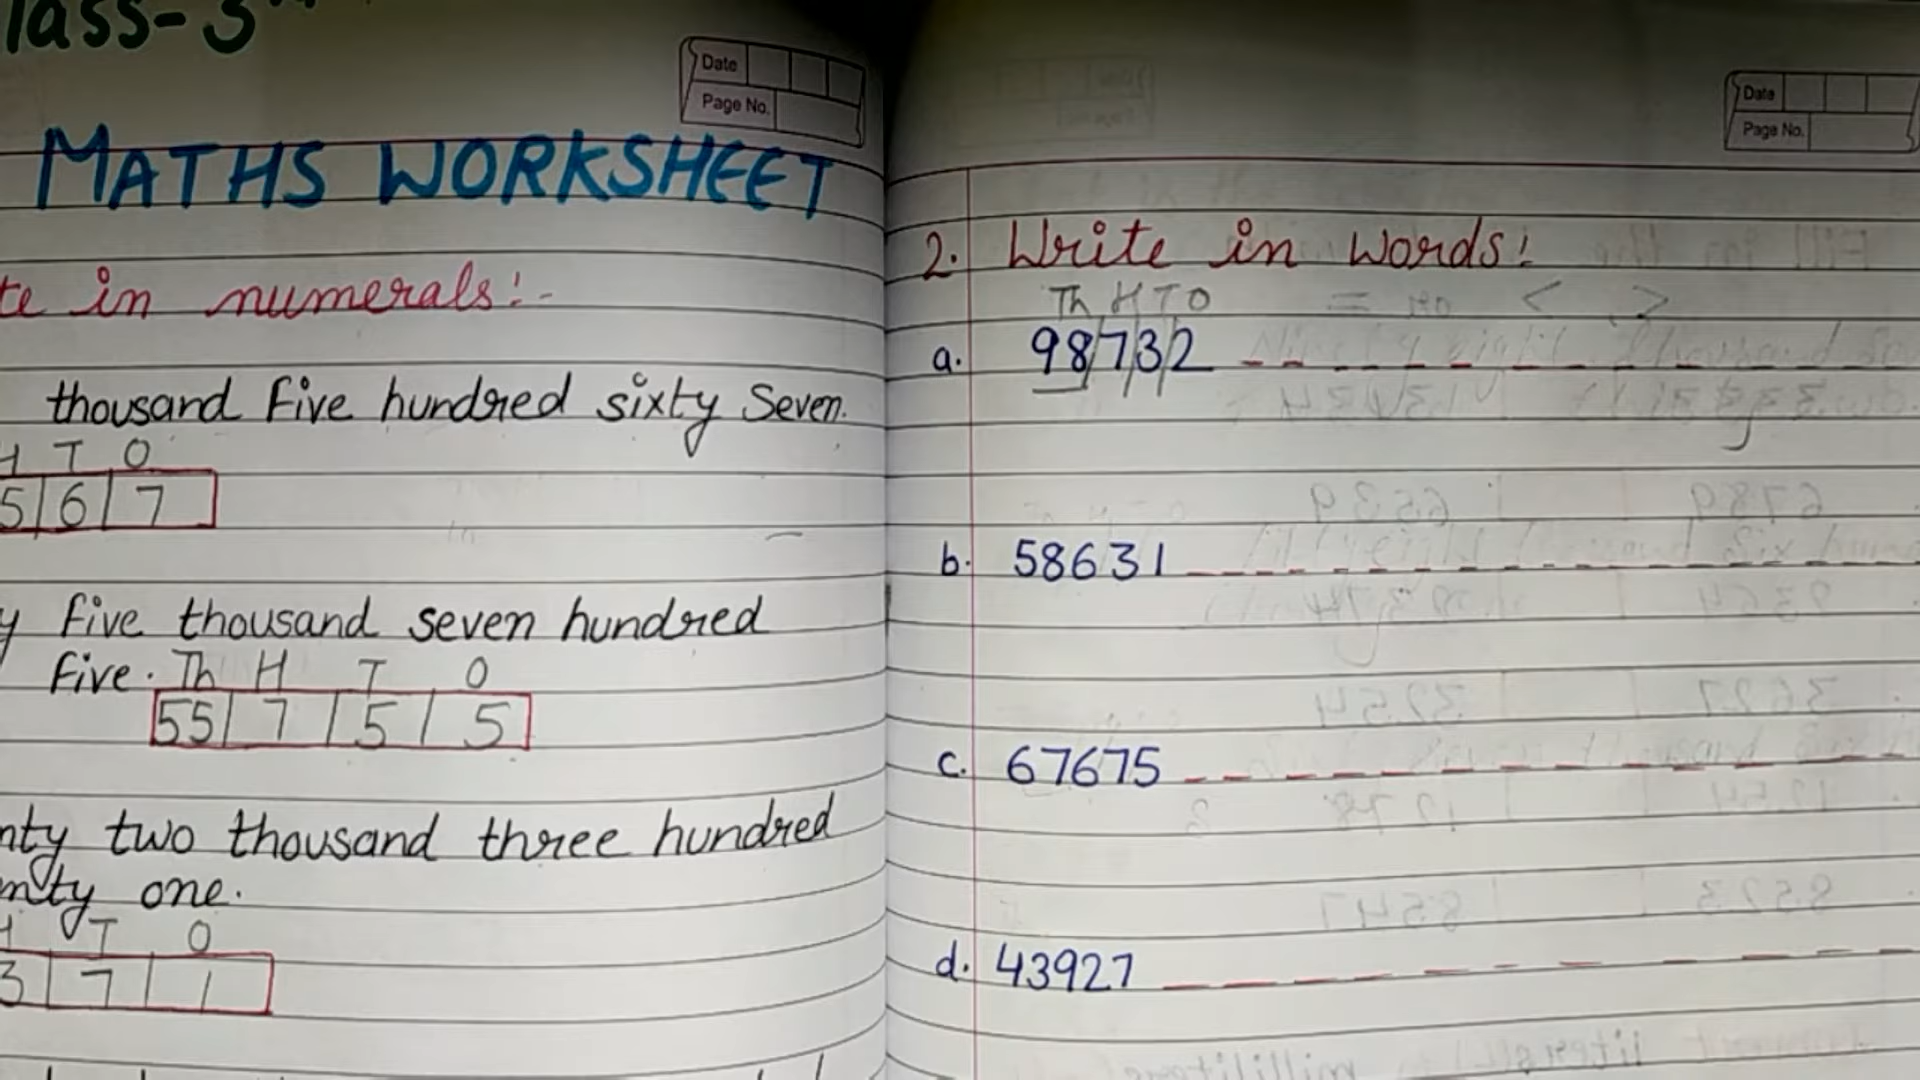 lass-3
Date
Page No.
MATHS WORKSHEET
te in numerals:-
thousand five hundred sixty seven.
H T O
5 6 7
y five thousand seven hundred
five. Th H T O
55 7 5 5
nty two thousand three hundred
nty one.
H T O
3 7 1
Date
Page No.
2. Write in words:
Th H T O
a. 98732
b. 58631
c. 67675
d. 43927